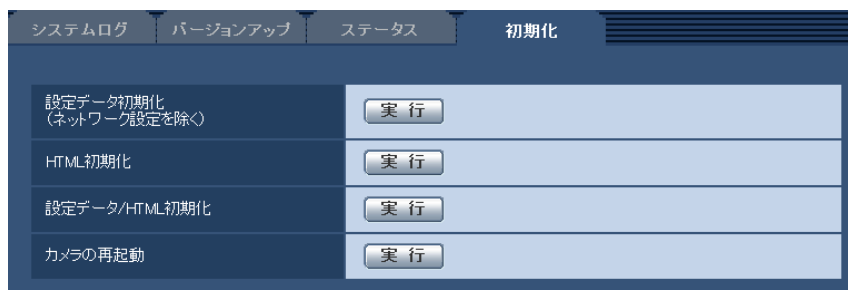 システムログ バージョンアップ ステータス 初期化
設定データ初期化
(ネットワーク設定を除く)
実 行
HTML初期化
実 行
設定データ/HTML初期化
実 行
カメラの再起動
実 行